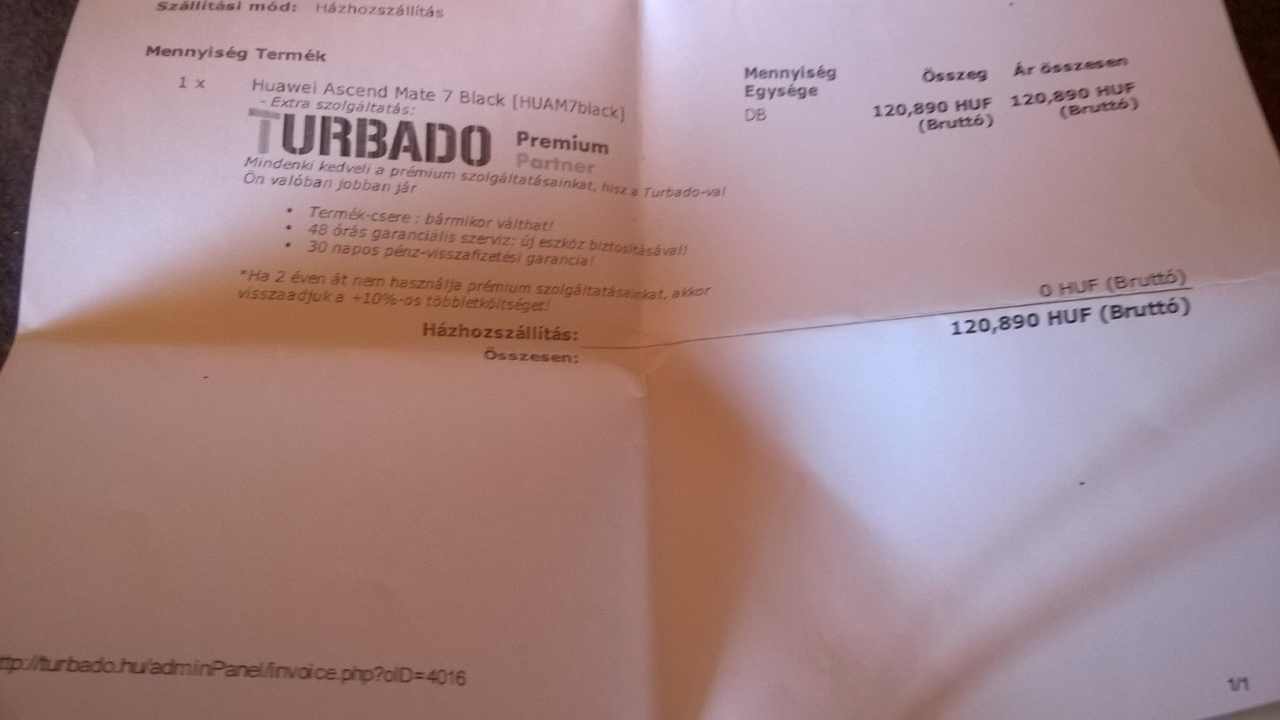 Szállítási mód: Házhozszállítás
Mennyiség Termék
Mennyiség Egysége
Összeg
Ár összesen
1 x Huawei Ascend Mate 7 Black [HUAM7black]
DB
120,890 HUF (Bruttó)
120,890 HUF (Bruttó)
- Extra szolgáltatás:
TURBADO Premium Partner
Mindenki kedveli a prémium szolgáltatásainkat, hisz a Turbado-val
Ön valóban jobban jár
• Termék-csere : bármikor válthat!
• 48 órás garanciális szerviz: új eszköz biztosításával!
• 30 napos pénz-visszafizetési garancia!
*Ha 2 éven át nem használja prémium szolgáltatásainkat, akkor
visszaadjuk a +10%-os többletköltséget!
Házhozszállítás: 0 HUF (Bruttó)
Összesen: 120,890 HUF (Bruttó)
ttp://turbado.hu/adminPanel/invoice.php?oID=4016
1/1